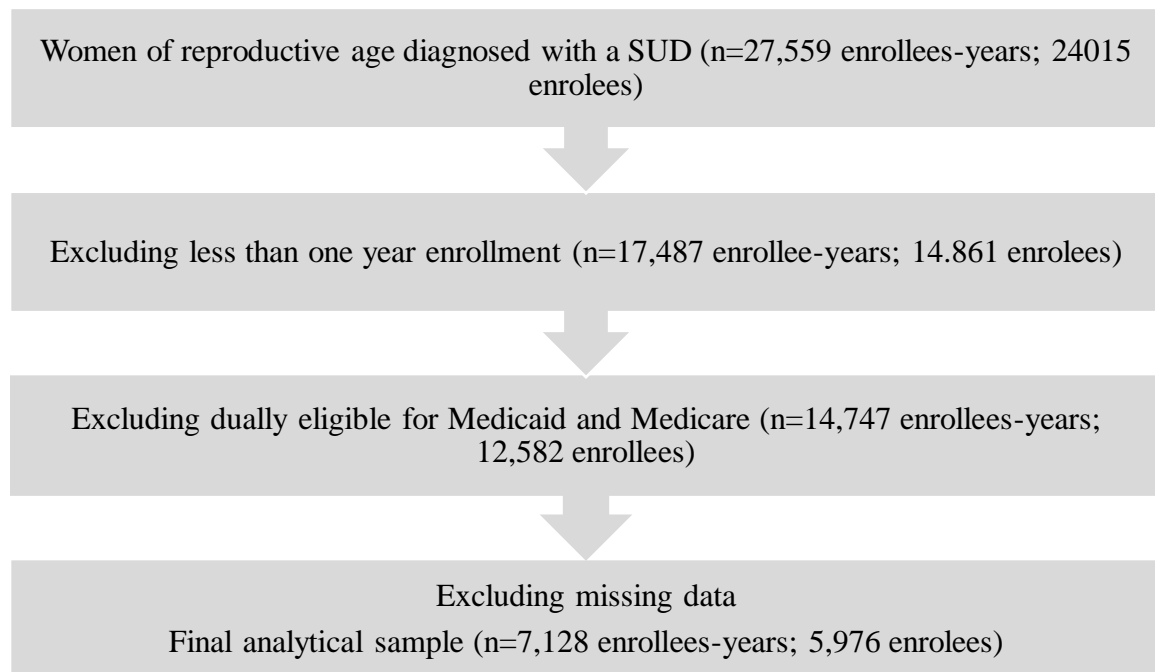 Women of reproductive age diagnosed with a SUD (n=27,559 enrollees-years; 24015
enrolees)
Excluding less than one year enrollment (n=17,487 enrollee-years; 14.861 enrolees)
Excluding dually eligible for Medicaid and Medicare (n=14,747 enrollees-years;
12,582 enrollees)
Excluding missing data
Final analytical sample (n=7,128 enrollees-years; 5,976 enrolees)